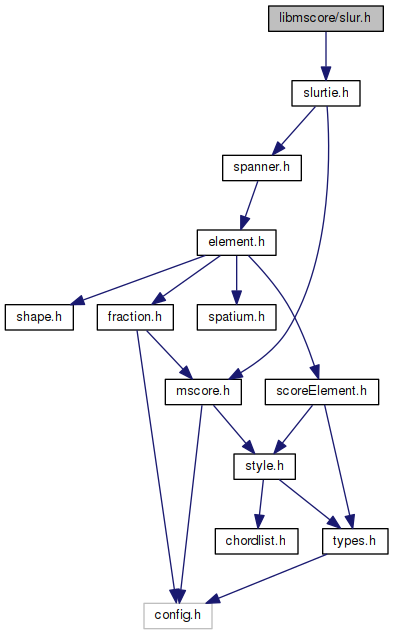 libmscore/slur.h
slurtie.h
spanner.h
element.h
shape.h
fraction.h
spatium.h
mscore.h
scoreElement.h
style.h
chordlist.h
types.h
config.h